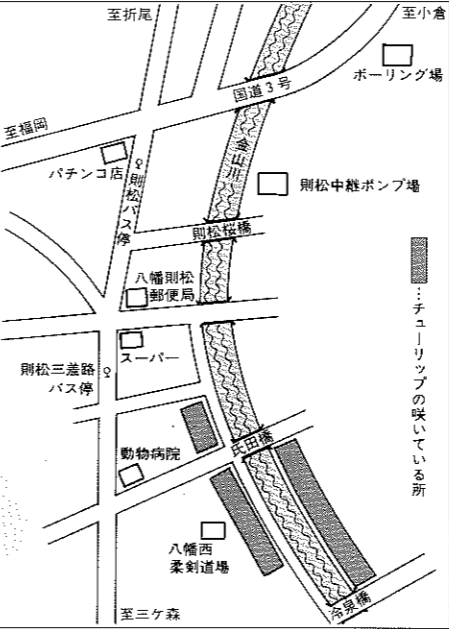 至折尾
至小倉
国道3号
ボーリング場
至福岡
パチンコ店
則松バス停
金山川
則松中継ポンプ場
則松桜橋
八幡則松
郵便局
…チューリップの咲いている所
スーパー
則松三差路
バス停
動物病院
氏田橋
八幡西
柔剣道場
冷泉橋
至三ケ森